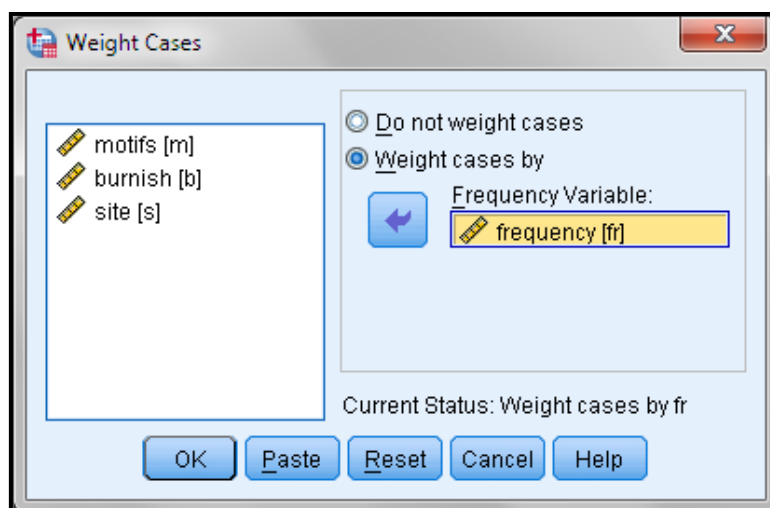 Weight Cases
X
motifs [m]
burnish [b]
site [s]
Do not weight cases
Weight cases by
Frequency Variable:
frequency [fr]
Current Status: Weight cases by fr
OK Paste Reset Cancel Help